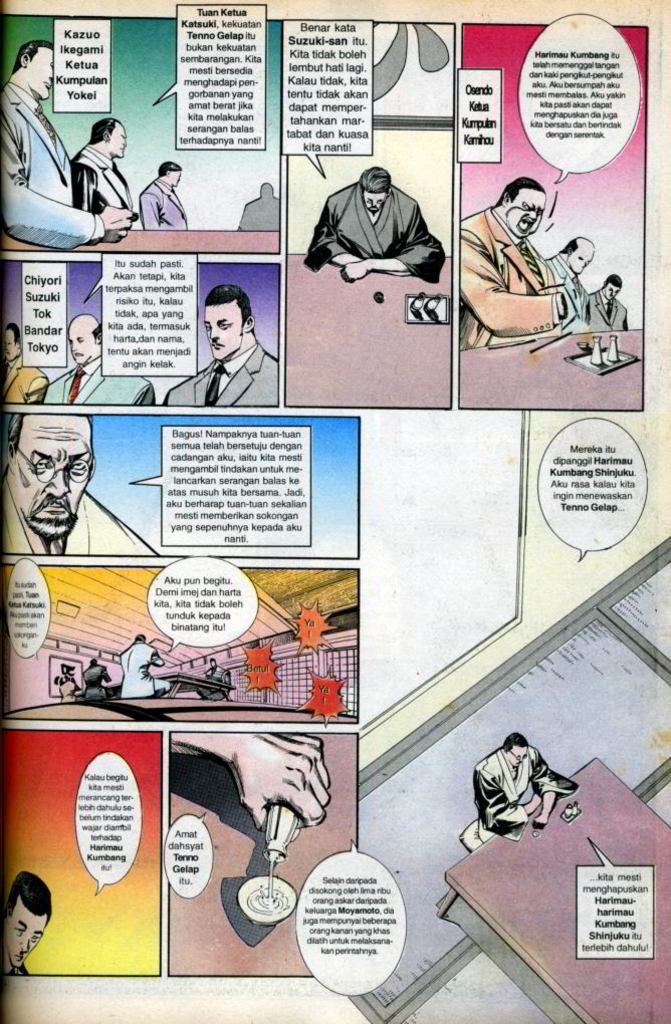 Kazuo
Ikegami
Ketua
Kumpulan
Yokei
Tuan Ketua
Katsuki, kekuatan
Tenno Gelap itu
bukan kekuatan
sembarangan. Kita
mesti bersedia
menghadapi pen-
gorbanan yang
amat berat jika
kita melakukan
serangan balas
terhadapnya nanti!
Benar kata
Suzuki-san itu.
Kita tidak boleh
lembut hati lagi.
Kalau tidak, kita
tentu tidak akan
dapat memper-
tahankan mar-
tabat dan kuasa
kita nanti!
Osendo
Ketua
Kumpulan
Kamihou
Harimau Kumbang itu
telah memenggal tangan
dan kaki pengikut-pengikut
aku. Aku bersumpah aku
mesti membalas. Aku yakin
kita pasti akan dapat
menghapuskan dia juga
kita bersatu dan bertindak
dengan serentak.
Chiyori
Suzuki
Tok
Bandar
Tokyo
Itu sudah pasti.
Akan tetapi, kita
terpaksa mengambil
risiko itu, kalau
tidak, apa yang
kita ada, termasuk
harta,dan nama,
tentu akan menjadi
angin kelak.
Bagus! Nampaknya tuan-tuan
semua telah bersetuju dengan
cadangan aku, iaitu kita mesti
mengambil tindakan untuk me-
lancarkan serangan balas ke
atas musuh kita bersama. Jadi,
aku berharap tuan-tuan sekalian
mesti memberikan sokongan
yang sepenuhnya kepada aku
nanti.
Itu sudah
pasti, Tuan
Ketua Katsuki.
Aku pasti akan
memberi
sokongan-
ku.
Aku pun begitu.
Demi imej dan harta
kita, kita tidak boleh
tunduk kepada
binatang itu!
Ya
!
Betul
!
Ya
!
Mereka itu
dipanggil Harimau
Kumbang Shinjuku.
Aku rasa kalau kita
ingin menewaskan
Tenno Gelap...
Kalau begitu
kita mesti
merancang ter-
lebih dahulu se-
belum tindakan
wajar diambil
terhadap
Harimau
Kumbang
itu!
Amat
dahsyat
Tenno
Gelap
itu.
Selain daripada
disokong oleh lima ribu
orang askar daripada
keluarga Moyamoto, dia
juga mempunyai beberapa
orang kanan yang khas
dilatih untuk melaksana-
kan perintahnya.
...kita mesti
menghapuskan
Harimau-
harimau
Kumbang
Shinjuku itu
terlebih dahulu!